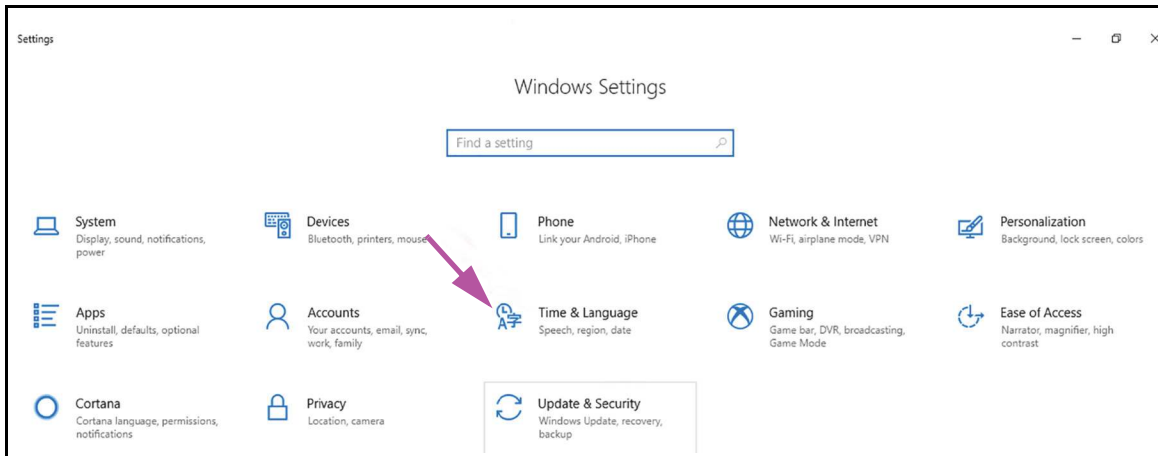 Settings
Windows Settings
Find a setting
System
Display, sound, notifications,
power
Devices
Bluetooth, printers, mouse
Phone
Link your Android, iPhone
Network & Internet
Wi-Fi, airplane mode, VPN
Personalization
Background, lock screen, colors
Apps
Uninstall, defaults, optional
features
Accounts
Your accounts, email, sync,
work, family
Time & Language
Speech, region, date
Gaming
Game bar, DVR, broadcasting,
Game Mode
Ease of Access
Narrator, magnifier, high
contrast
Cortana
Cortana language, permissions,
notifications
Privacy
Location, camera
Update & Security
Windows Update, recovery,
backup